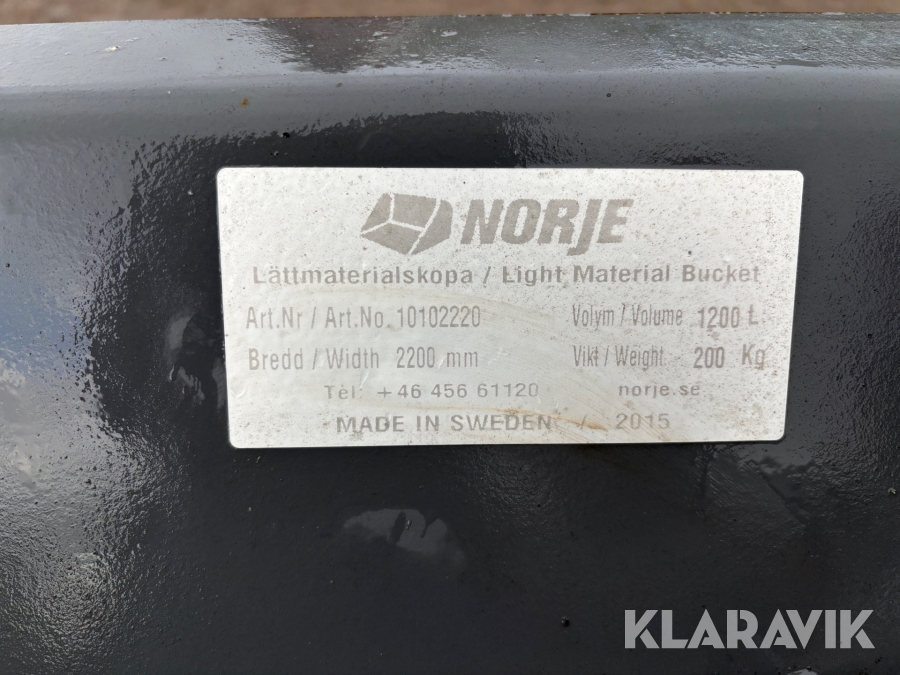 NORJE
Lättmaterialskopa / Light Material Bucket
Art.Nr / Art.No. 10102220 Volym / Volume 1200 L
Bredd / Width 2200 mm Vikt / Weight 200 Kg
Tel: +46 456 61120 norje.se
MADE IN SWEDEN / 2015
KLARAVIK